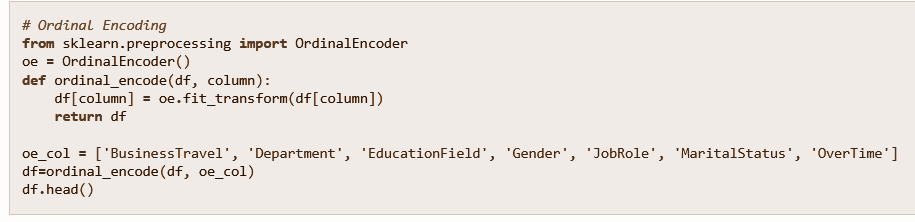 # Ordinal Encoding
from sklearn.preprocessing import OrdinalEncoder
oe = OrdinalEncoder()
def ordinal_encode(df, column):
    df[column] = oe.fit_transform(df[column])
    return df

oe_col = ['BusinessTravel', 'Department', 'EducationField', 'Gender', 'JobRole', 'MaritalStatus', 'OverTime']
df=ordinal_encode(df, oe_col)
df.head()